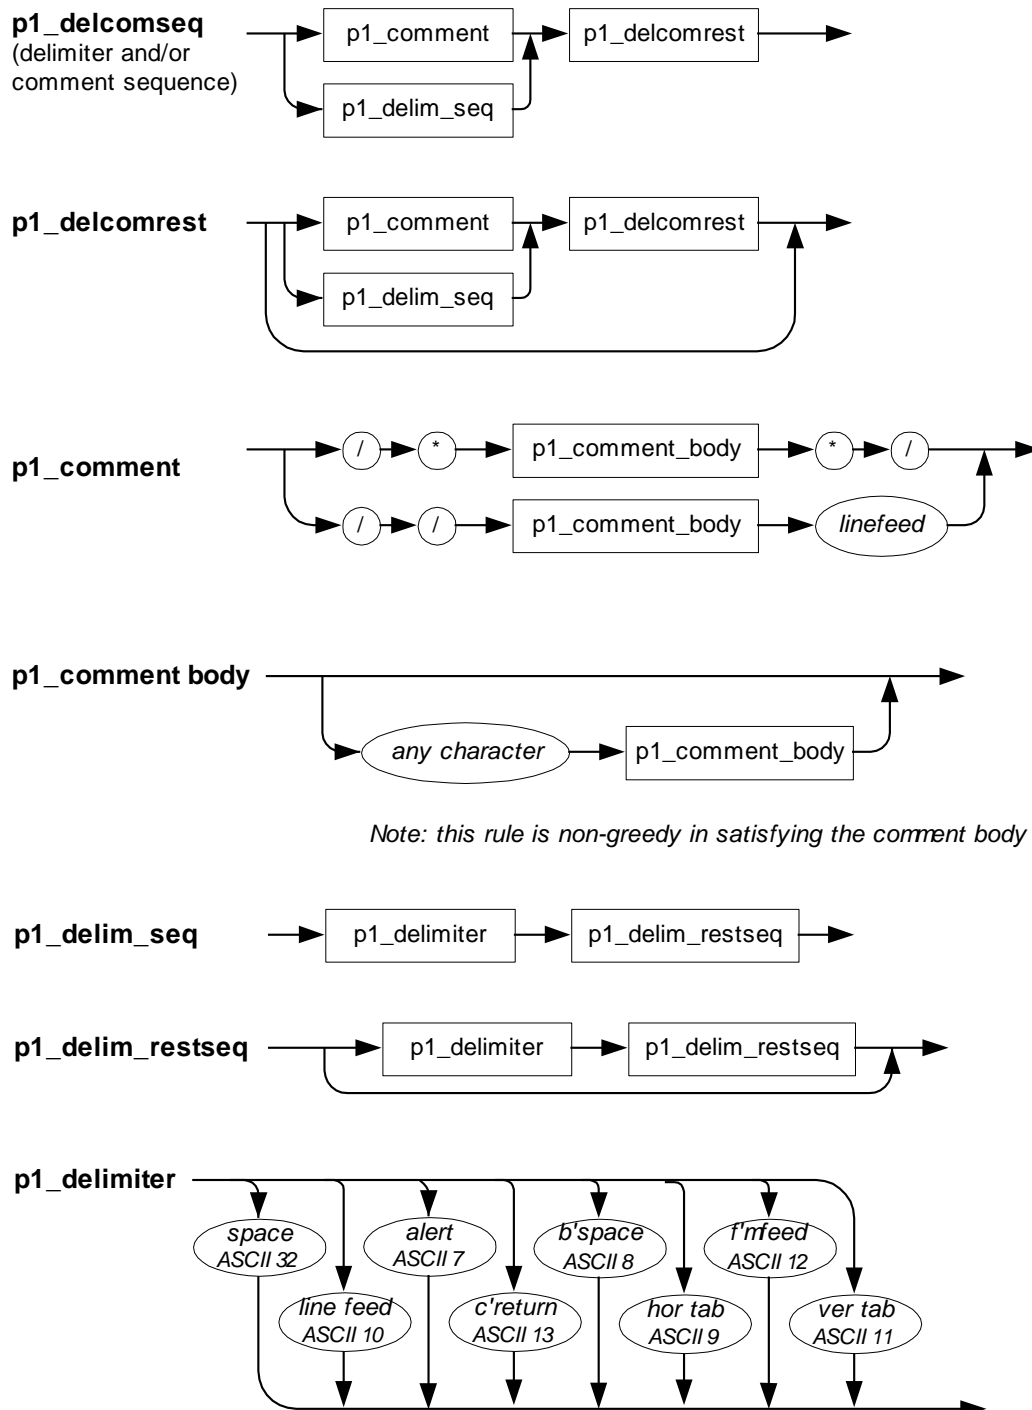 p1_delcomseq
(delimiter and/or
comment sequence)
p1_comment
p1_delcomrest
p1_delim_seq
p1_delcomrest
p1_comment
p1_delcomrest
p1_delim_seq
p1_comment
/
*
p1_comment_body
*
/
/
/
p1_comment_body
linefeed
p1_comment body
any character
p1_comment_body
Note: this rule is non-greedy in satisfying the comment body
p1_delim_seq
p1_delimiter
p1_delim_restseq
p1_delim_restseq
p1_delimiter
p1_delim_restseq
p1_delimiter
space
ASCII 32
alert
ASCII 7
b'space
ASCII 8
f'mfeed
ASCII 12
line feed
ASCII 10
c'return
ASCII 13
hor tab
ASCII 9
ver tab
ASCII 11